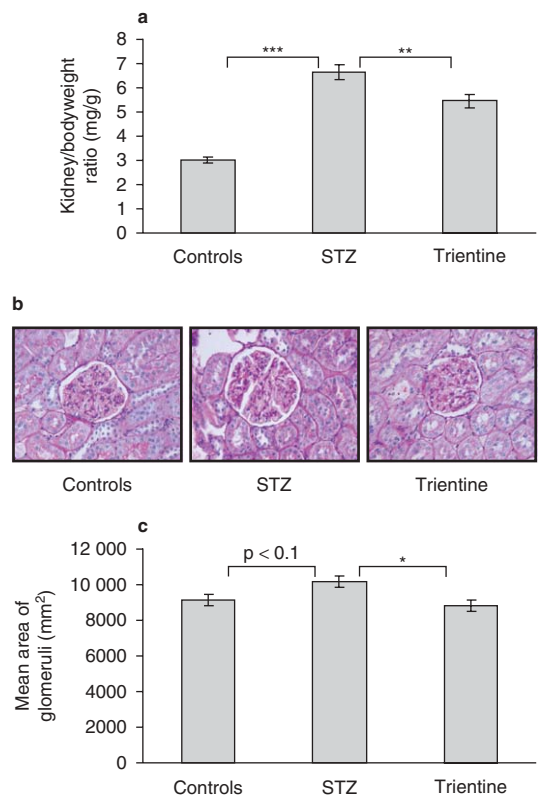 a
Kidney/bodyweight
ratio (mg/g)
8
7
6
5
4
3
2
1
0
***
**
Controls STZ Trientine
b
Controls STZ Trientine
c
Mean area of
glomeruli (mm²)
12 000
10 000
8000
6000
4000
2000
0
p < 0.1
*
Controls STZ Trientine